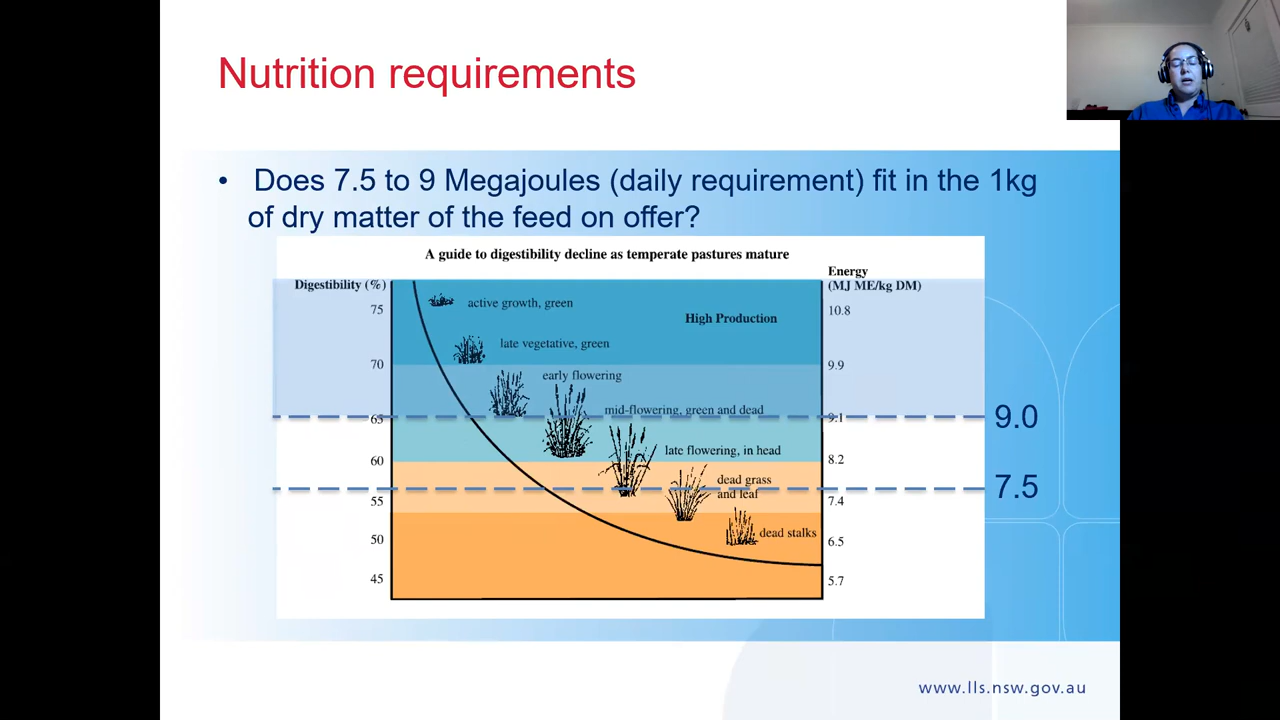 Nutrition requirements
• Does 7.5 to 9 Megajoules (daily requirement) fit in the 1kg
of dry matter of the feed on offer?
A guide to digestibility decline as temperate pastures mature
Energy
Digestibility (%)
(MJ ME/kg DM)
75
active growth, green
High Production
10.8
late vegetative, green
70
9.9
early flowering
mid-flowering, green and dead
65
9.1
9.0
late flowering, in head
60
8.2
dead grass
and leaf
7.5
55
7.4
dead stalks
50
6.5
45
5.7
www.lls.nsw.gov.au